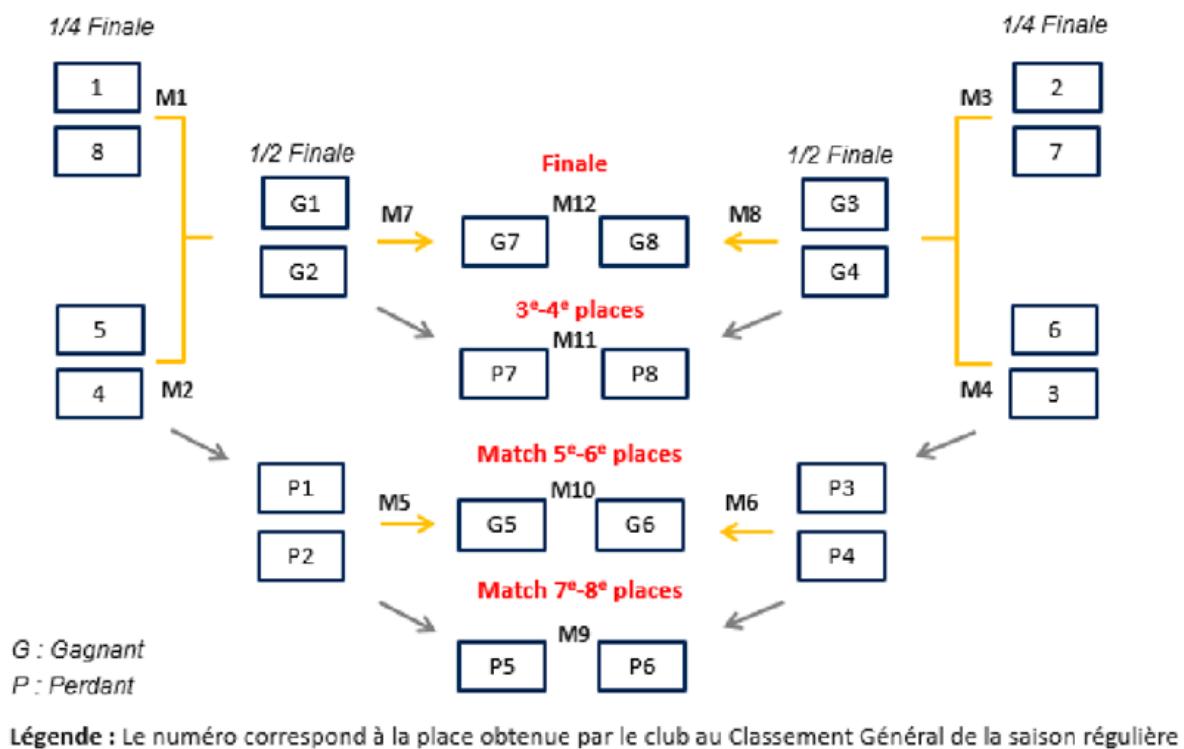 1/4 Finale
1/4 Finale
1
M1
M3
2
8
7
1/2 Finale
Finale
1/2 Finale
G1
M7
M12
M8
G3
G7
G8
G2
G4
3e-4e places
5
M11
6
4
M2
P7
P8
M4
3
Match 5e-6e places
P1
M5
M10
M6
P3
G5
G6
P2
P4
Match 7e-8e places
M9
G : Gagnant
P5
P6
P : Perdant
Légende : Le numéro correspond à la place obtenue par le club au Classement Général de la saison régulière